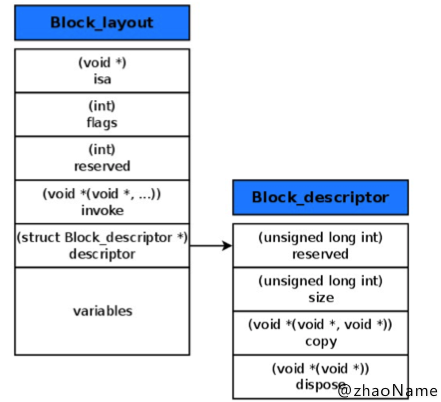 Block_layout
(void *)
isa
(int)
flags
(int)
reserved
(void *(void *, ...))
invoke
(struct Block_descriptor *)
descriptor
variables
Block_descriptor
(unsigned long int)
reserved
(unsigned long int)
size
(void *(void *, void *))
copy
(void *(void *))
dispose
@zhaoName